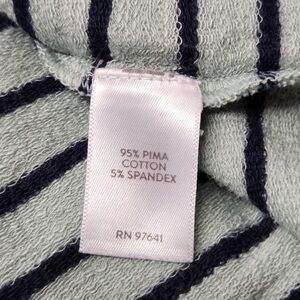 95% PIMA
COTTON
5% SPANDEX
RN 97641